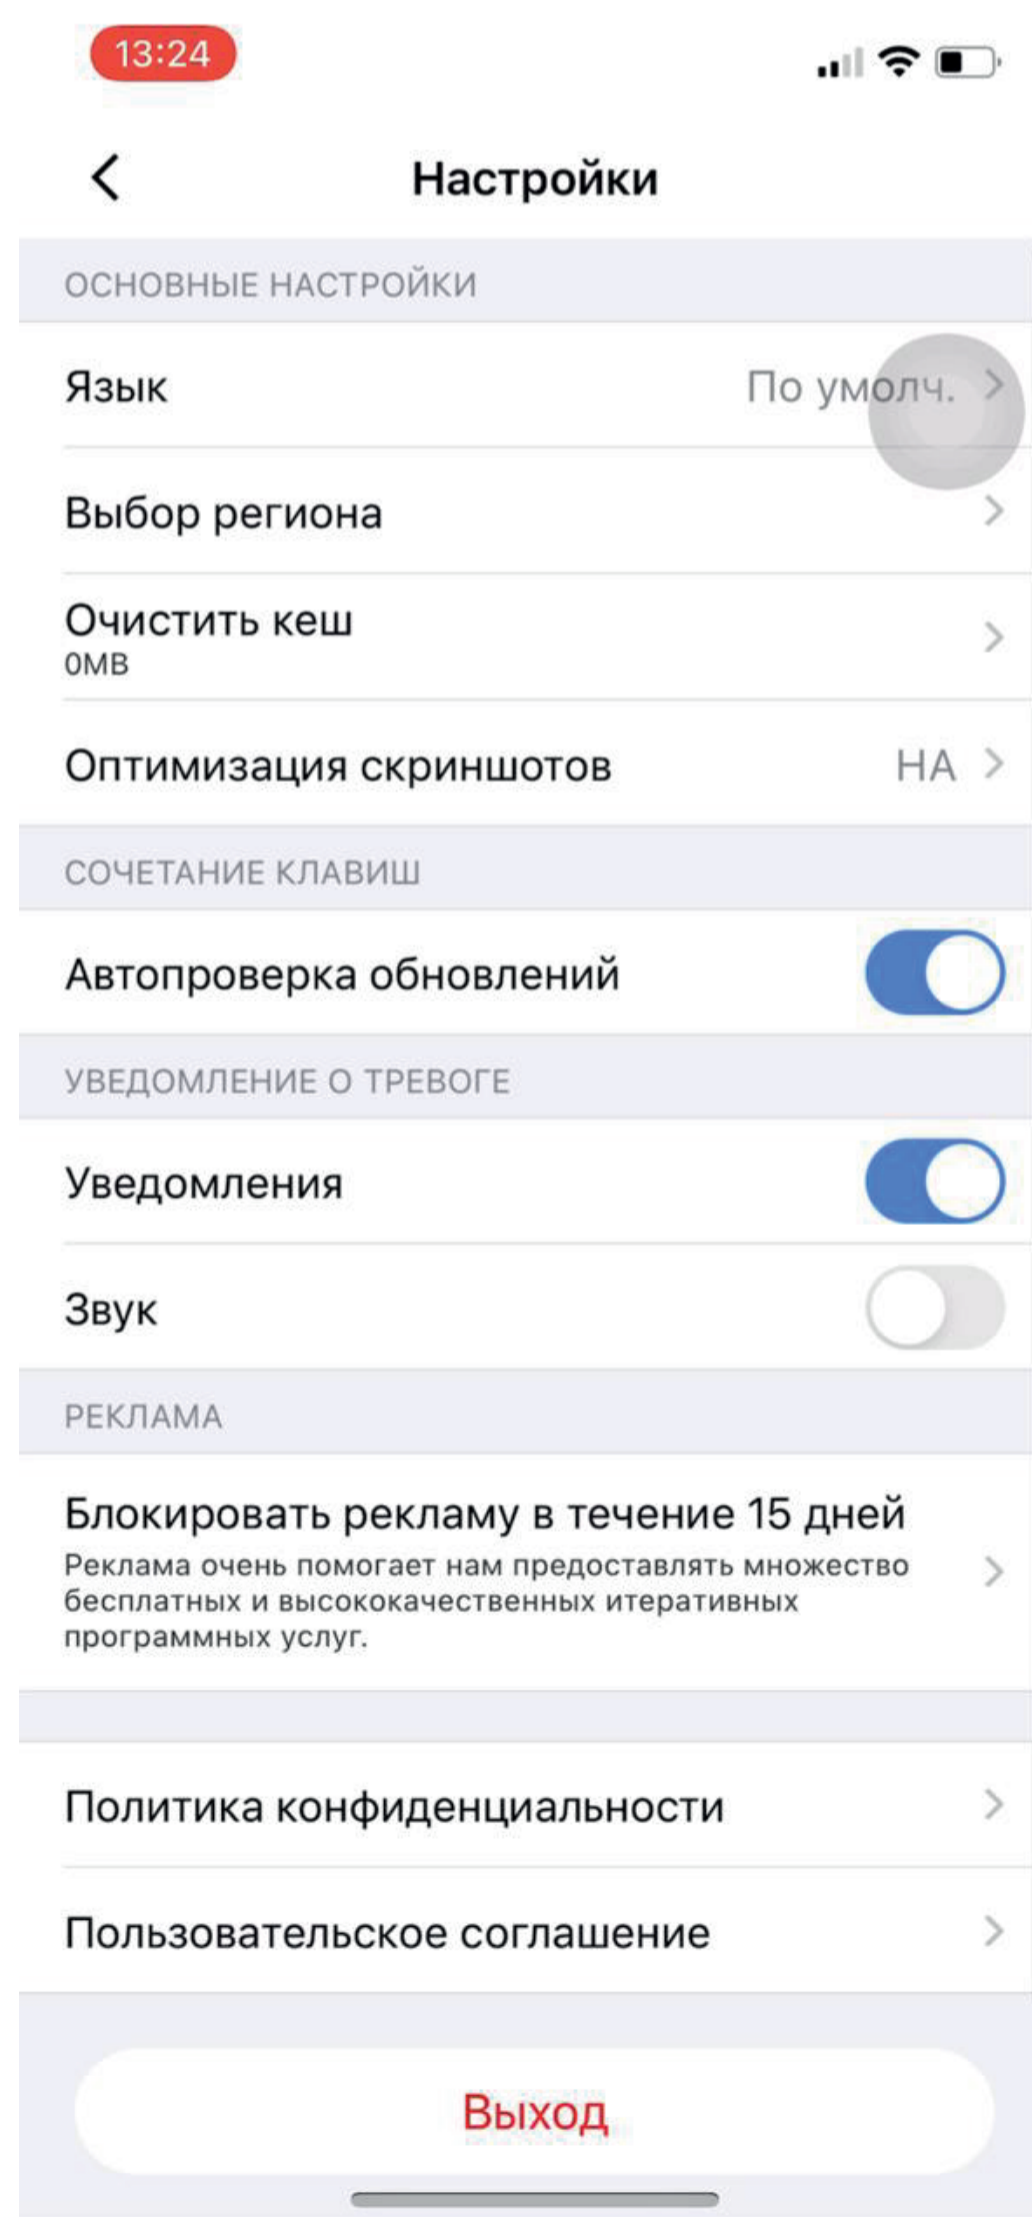 13:24
Настройки
ОСНОВНЫЕ НАСТРОЙКИ
Язык По умолч.
Выбор региона
Очистить кеш
0MB
Оптимизация скриншотов НА
СОЧЕТАНИЕ КЛАВИШ
Автопроверка обновлений
УВЕДОМЛЕНИЕ О ТРЕВОГЕ
Уведомления
Звук
РЕКЛАМА
Блокировать рекламу в течение 15 дней
Реклама очень помогает нам предоставлять множество
бесплатных и высококачественных итеративных
программных услуг.
Политика конфиденциальности
Пользовательское соглашение
Выход